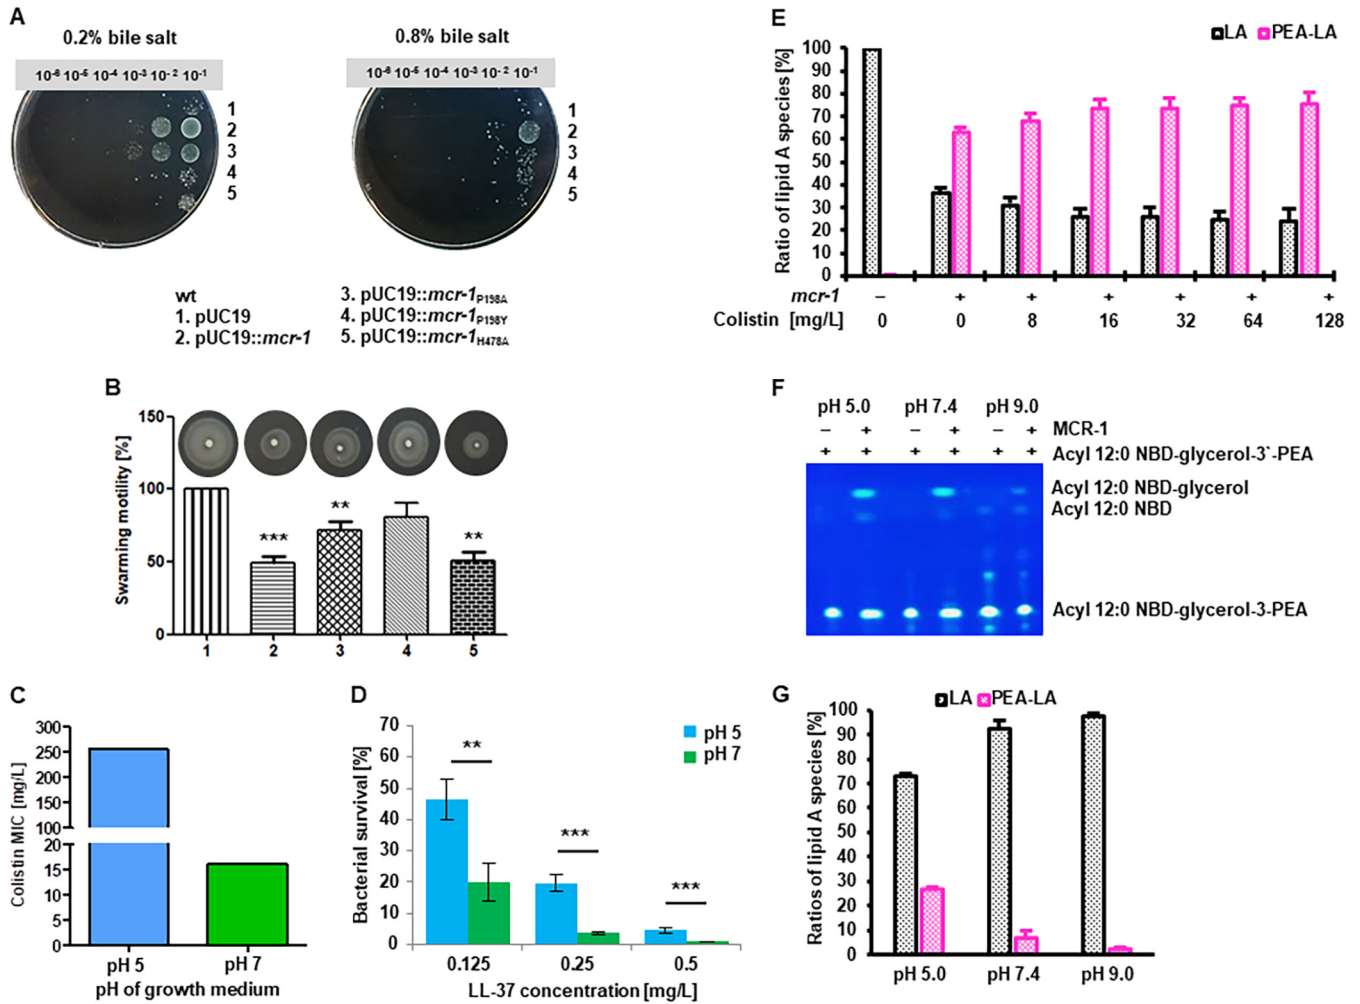 A
0.2% bile salt
0.8% bile salt
10⁻⁶ 10⁻⁵ 10⁻⁴ 10⁻³ 10⁻² 10⁻¹
10⁻⁶ 10⁻⁵ 10⁻⁴ 10⁻³ 10⁻² 10⁻¹
1
2
3
4
5
1
2
3
4
5
wt
1. pUC19
2. pUC19::mcr-1
3. pUC19::mcr-1P198A
4. pUC19::mcr-1P198Y
5. pUC19::mcr-1H478A
B
Swarming motility [%]
150
100
50
0
***
**
**
1 2 3 4 5
C
Colistin MIC [mg/L]
300
250
200
150
100
20
15
10
5
0
pH 5 pH 7
pH of growth medium
D
Bacterial survival [%]
70
60
50
40
30
20
10
0
pH 5
pH 7
**
***
***
0.125 0.25 0.5
LL-37 concentration [mg/L]
E
LA PEA-LA
Ratio of lipid A species [%]
100
90
80
70
60
50
40
30
20
10
0
mcr-1 – + + + + + +
Colistin [mg/L] 0 0 8 16 32 64 128
F
pH 5.0 pH 7.4 pH 9.0
– + – + – + MCR-1
+ + + + + + Acyl 12:0 NBD-glycerol-3`-PEA
Acyl 12:0 NBD-glycerol
Acyl 12:0 NBD
Acyl 12:0 NBD-glycerol-3-PEA
G
LA PEA-LA
Ratios of lipid A species [%]
100
90
80
70
60
50
40
30
20
10
0
pH 5.0 pH 7.4 pH 9.0